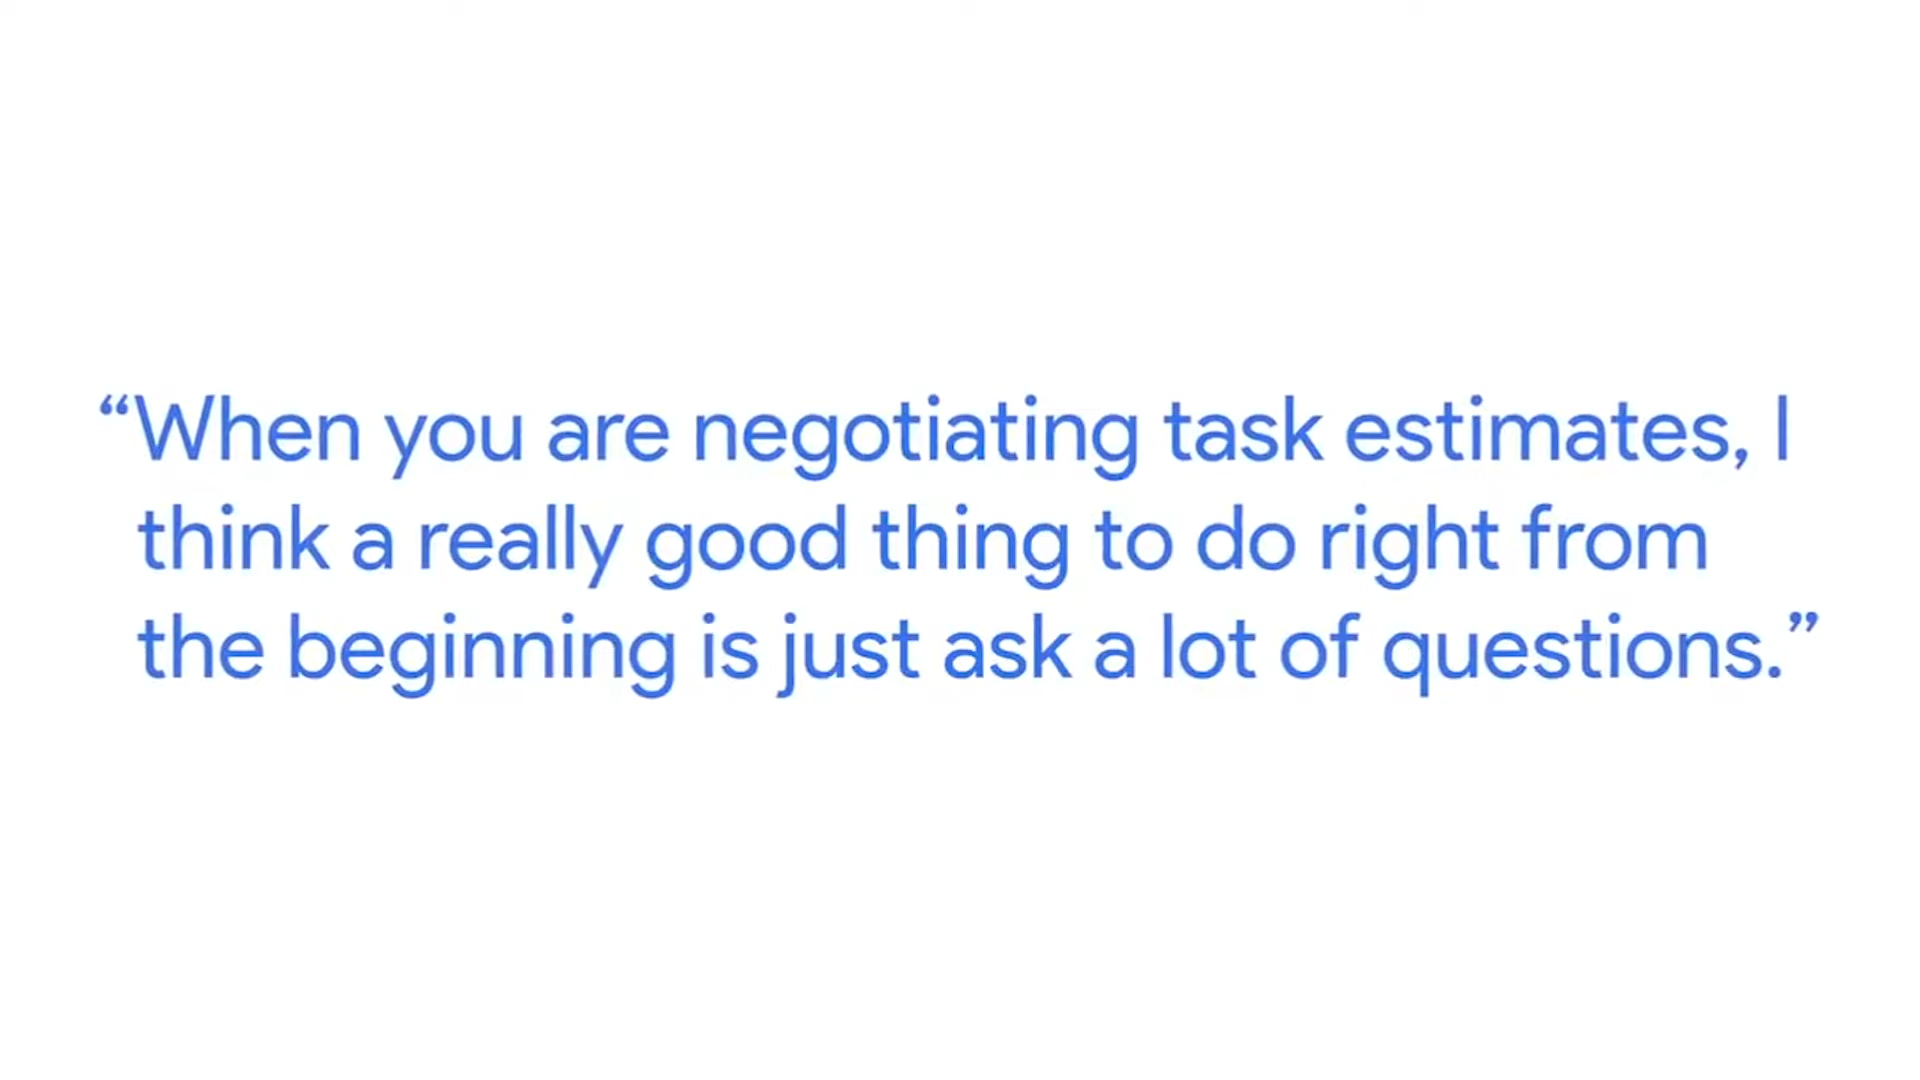 “When you are negotiating task estimates, I
think a really good thing to do right from
the beginning is just ask a lot of questions.”